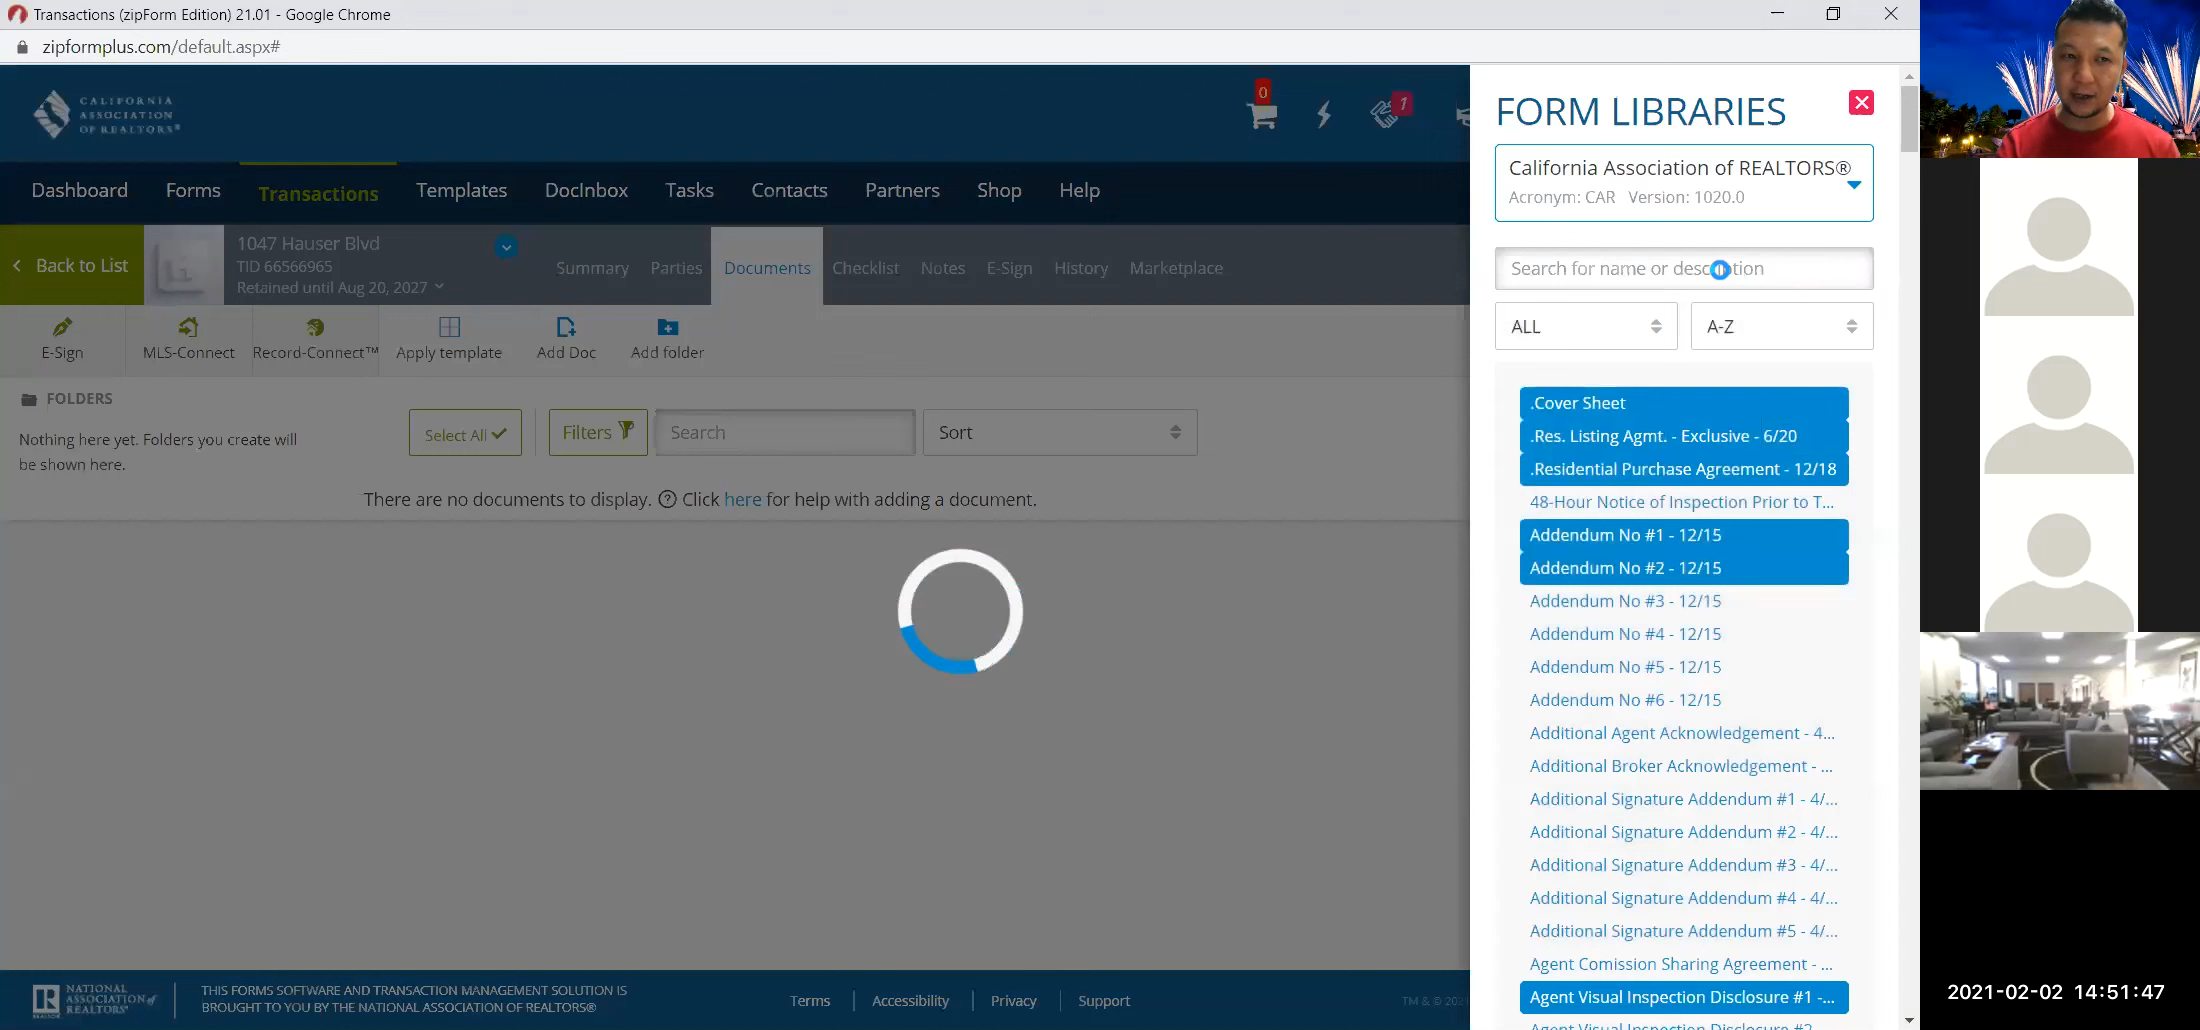 Transactions (zipForm Edition) 21.01 - Google Chrome
zipformplus.com/default.aspx#
CALIFORNIA
ASSOCIATION
OF REALTORS®
0
1
Dashboard Forms Transactions Templates DocInbox Tasks Contacts Partners Shop Help
Back to List
1047 Hauser Blvd
TID 66566965
Retained until Aug 20, 2027
Summary Parties Documents Checklist Notes E-Sign History Marketplace
E-Sign MLS-Connect Record-Connect™ Apply template Add Doc Add folder
FOLDERS
Nothing here yet. Folders you create will
be shown here.
Select All Filters Search Sort
There are no documents to display. Click here for help with adding a document.
FORM LIBRARIES
California Association of REALTORS®
Acronym: CAR Version: 1020.0
Search for name or description
ALL A-Z
.Cover Sheet
.Res. Listing Agmt. - Exclusive - 6/20
.Residential Purchase Agreement - 12/18
48-Hour Notice of Inspection Prior to T...
Addendum No #1 - 12/15
Addendum No #2 - 12/15
Addendum No #3 - 12/15
Addendum No #4 - 12/15
Addendum No #5 - 12/15
Addendum No #6 - 12/15
Additional Agent Acknowledgement - 4...
Additional Broker Acknowledgement - ...
Additional Signature Addendum #1 - 4/...
Additional Signature Addendum #2 - 4/...
Additional Signature Addendum #3 - 4/...
Additional Signature Addendum #4 - 4/...
Additional Signature Addendum #5 - 4/...
Agent Comission Sharing Agreement - ...
Agent Visual Inspection Disclosure #1 -...
Agent Visual Inspection Disclosure #2
NATIONAL
ASSOCIATION of
REALTORS®
THIS FORMS SOFTWARE AND TRANSACTION MANAGEMENT SOLUTION IS
BROUGHT TO YOU BY THE NATIONAL ASSOCIATION OF REALTORS®
Terms Accessibility Privacy Support
TM & © 202
2021-02-02 14:51:47